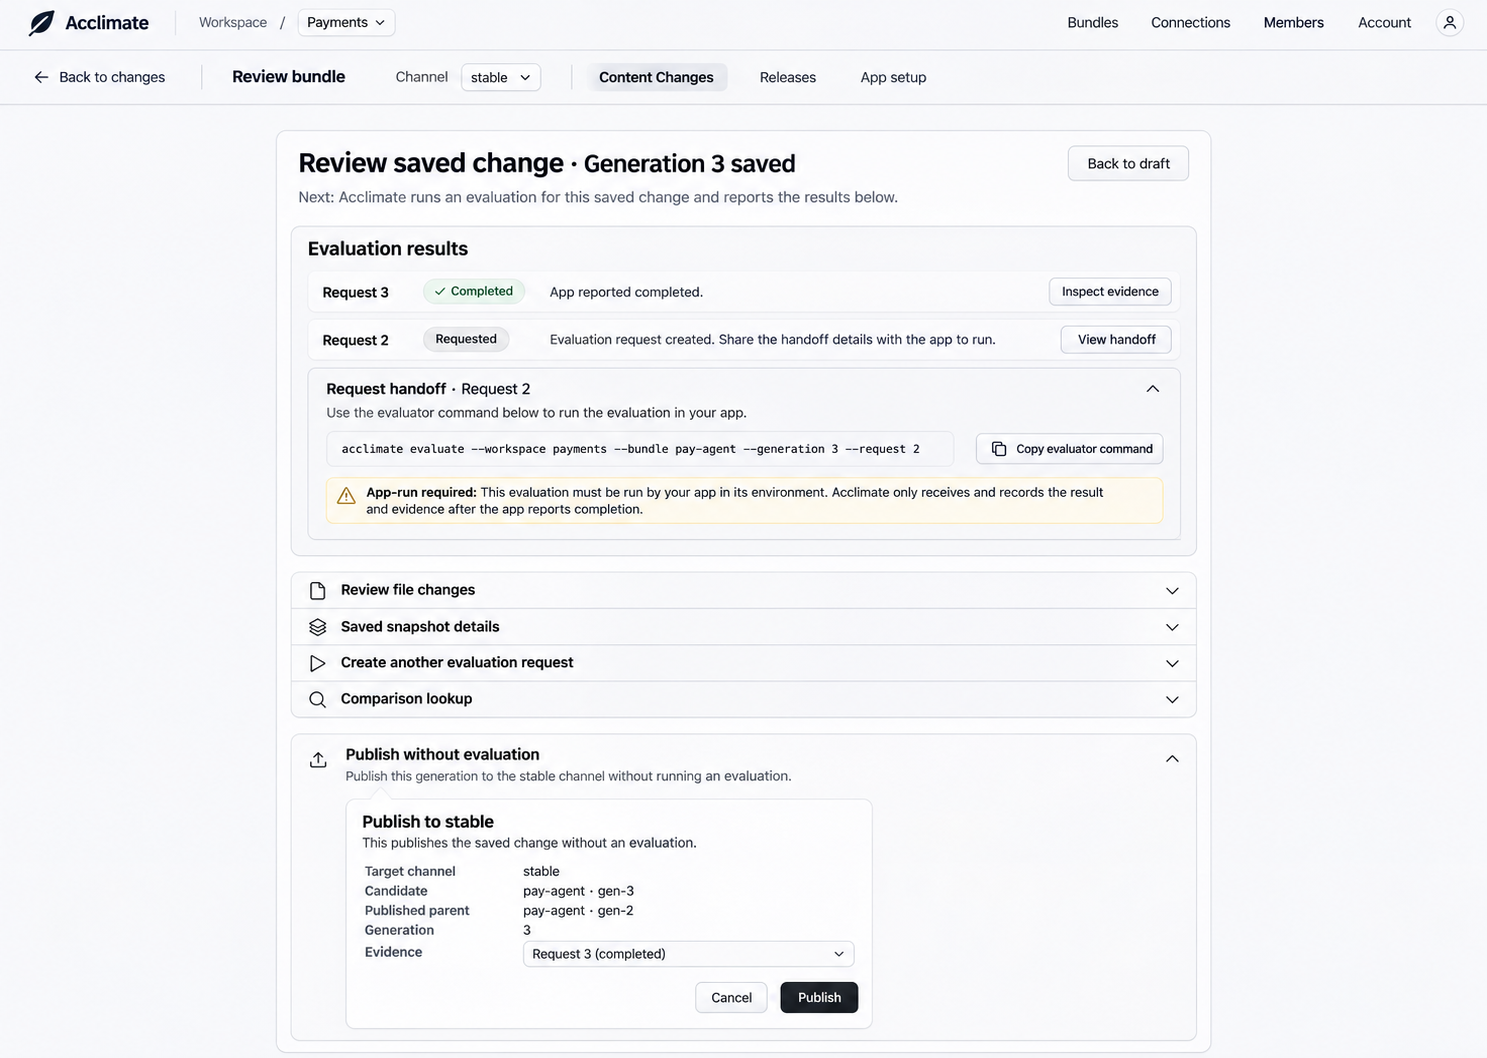 Acclimate
Workspace / Payments
Bundles Connections Members Account
Back to changes
Review bundle
Channel stable
Content Changes Releases App setup
Review saved change · Generation 3 saved
Back to draft
Next: Acclimate runs an evaluation for this saved change and reports the results below.
Evaluation results
Request 3 Completed App reported completed. Inspect evidence
Request 2 Requested Evaluation request created. Share the handoff details with the app to run. View handoff
Request handoff · Request 2
Use the evaluator command below to run the evaluation in your app.
acclimate evaluate --workspace payments --bundle pay-agent --generation 3 --request 2
Copy evaluator command
App-run required: This evaluation must be run by your app in its environment. Acclimate only receives and records the result
and evidence after the app reports completion.
Review file changes
Saved snapshot details
Create another evaluation request
Comparison lookup
Publish without evaluation
Publish this generation to the stable channel without running an evaluation.
Publish to stable
This publishes the saved change without an evaluation.
Target channel stable
Candidate pay-agent · gen-3
Published parent pay-agent · gen-2
Generation 3
Evidence Request 3 (completed)
Cancel Publish